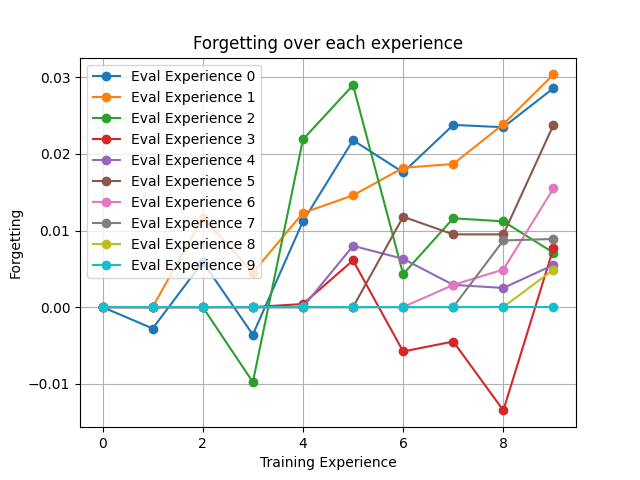 Forgetting over each experience
Eval Experience 0
Eval Experience 1
Eval Experience 2
Eval Experience 3
Eval Experience 4
Eval Experience 5
Eval Experience 6
Eval Experience 7
Eval Experience 8
Eval Experience 9
Forgetting
0.03
0.02
0.01
0.00
−0.01
0 2 4 6 8
Training Experience